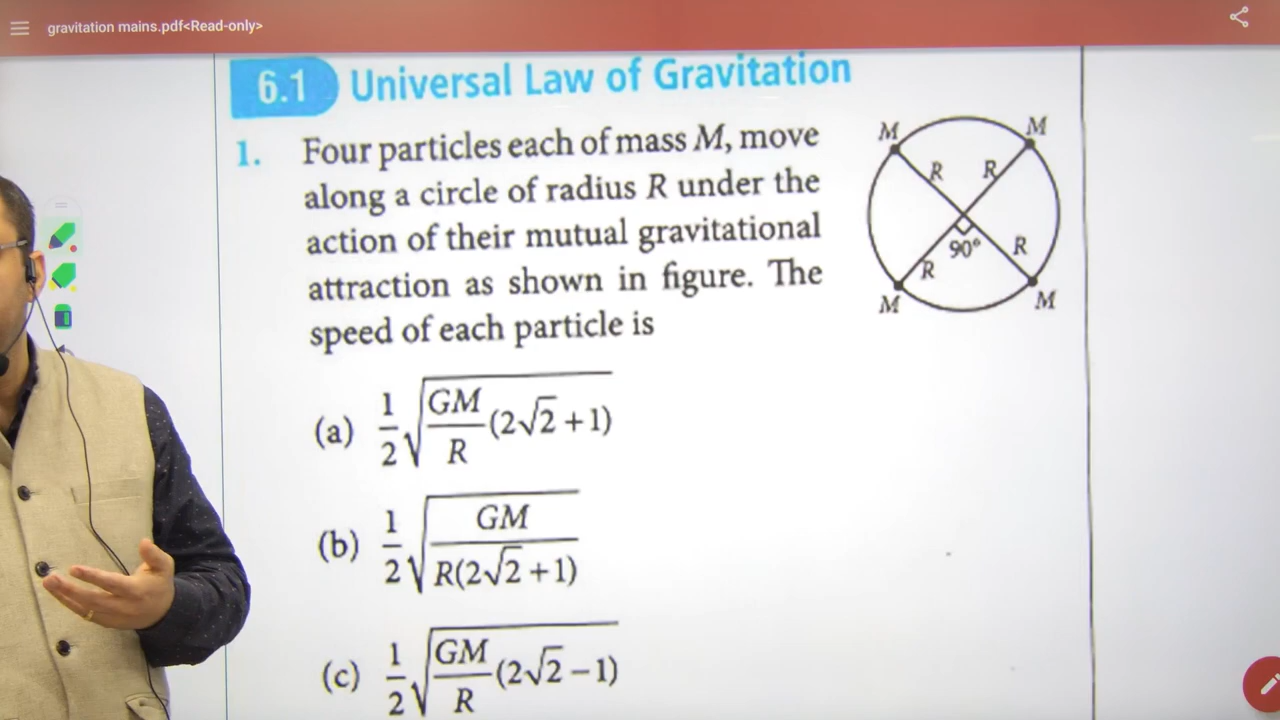 gravitation mains.pdf<Read-only>
6.1 Universal Law of Gravitation
1. Four particles each of mass M, move
along a circle of radius R under the
action of their mutual gravitational
attraction as shown in figure. The
speed of each particle is
M M
R R
90°
R R
M M
(a) 1/2 √(GM/R (2√2 + 1))
(b) 1/2 √(GM/(R(2√2 + 1)))
(c) 1/2 √(GM/R (2√2 − 1))